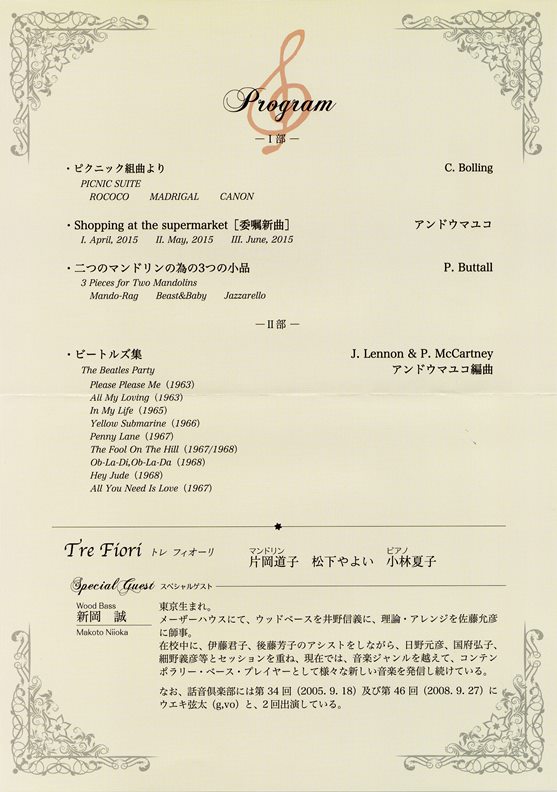 Program
― I 部 ―
・ピクニック組曲より C. Bolling
PICNIC SUITE
ROCOCO MADRIGAL CANON
・Shopping at the supermarket［委嘱新曲］ アンドウマユコ
I. April, 2015 II. May, 2015 III. June, 2015
・二つのマンドリンの為の3つの小品 P. Buttall
3 Pieces for Two Mandolins
Mando-Rag Beast&Baby Jazzarello
― II 部 ―
・ビートルズ集 J. Lennon & P. McCartney
The Beatles Party アンドウマユコ編曲
Please Please Me（1963）
All My Loving（1963）
In My Life（1965）
Yellow Submarine（1966）
Penny Lane（1967）
The Fool On The Hill（1967/1968）
Ob-La-Di,Ob-La-Da（1968）
Hey Jude（1968）
All You Need Is Love（1967）
マンドリン ピアノ
Tre Fiori トレ フィオーリ 片岡道子 松下やよい 小林夏子
Special Guest スペシャルゲスト
Wood Bass
新岡 誠
Makoto Niioka
東京生まれ。
メーザーハウスにて、ウッドベースを井野信義に、理論・アレンジを佐藤允彦
に師事。
在校中に、伊藤君子、後藤芳子のアシストをしながら、日野元彦、国府弘子、
細野義彦等とセッションを重ね、現在では、音楽ジャンルを越えて、コンテン
ポラリー・ベース・プレイヤーとして様々な新しい音楽を発信し続けている。
なお、話音倶楽部には第 34 回（2005. 9. 18）及び第 46 回（2008. 9. 27）に
ウエキ弦太（g,vo）と、2 回出演している。